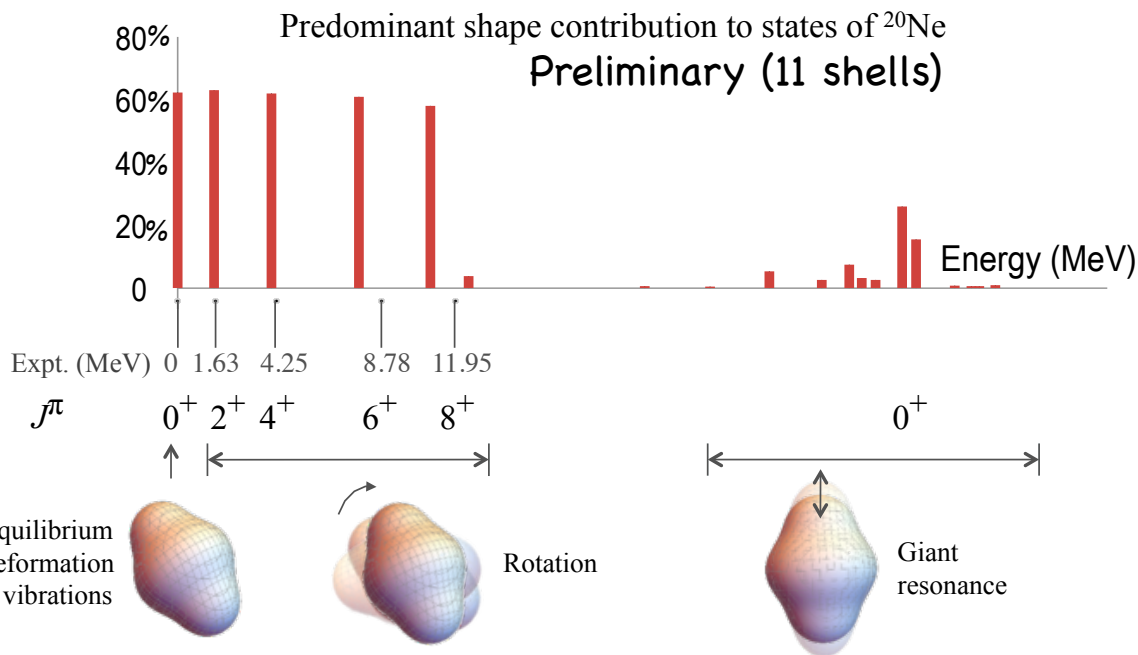 Predominant shape contribution to states of ²⁰Ne
Preliminary (11 shells)
80%
60%
40%
20%
0
Energy (MeV)
Expt. (MeV) 0 1.63 4.25 8.78 11.95
Jπ 0+ 2+ 4+ 6+ 8+ 0+
quilibrium
eformation
vibrations
Rotation
Giant
resonance